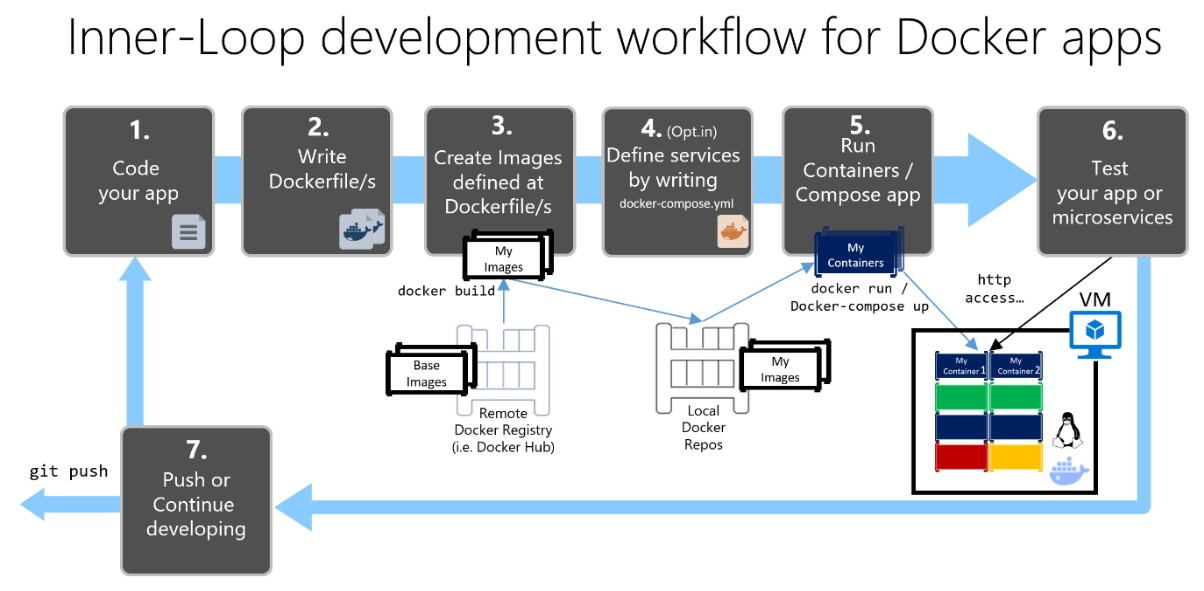 Inner-Loop development workflow for Docker apps
1.
Code
your app
2.
Write
Dockerfile/s
3.
Create Images
defined at
Dockerfile/s
My
Images
4. (Opt.in)
Define services
by writing
docker-compose.yml
5.
Run
Containers /
Compose app
My
Containers
6.
Test
your app or
microservices
docker build
docker run /
Docker-compose up
http
access...
VM
Base
Images
Remote
Docker Registry
(i.e. Docker Hub)
My
Images
Local
Docker
Repos
My
Container 1
My
Container 2
7.
Push or
Continue
developing
git push